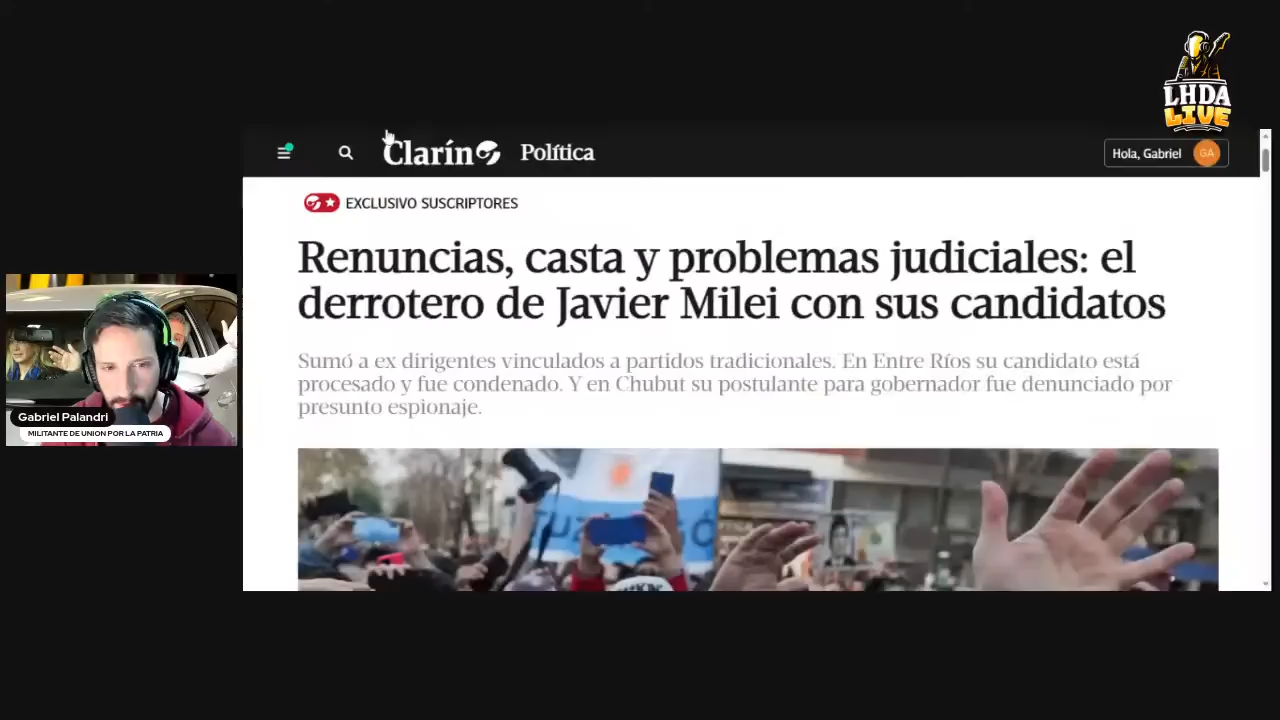 LHDA
LIVE
Clarín Política
Hola, Gabriel
GA
EXCLUSIVO SUSCRIPTORES
Renuncias, casta y problemas judiciales: el
derrotero de Javier Milei con sus candidatos
Sumó a ex dirigentes vinculados a partidos tradicionales. En Entre Ríos su candidato está
procesado y fue condenado. Y en Chubut su postulante para gobernador fue denunciado por
presunto espionaje.
Gabriel Palandri
MILITANTE DE UNION POR LA PATRIA